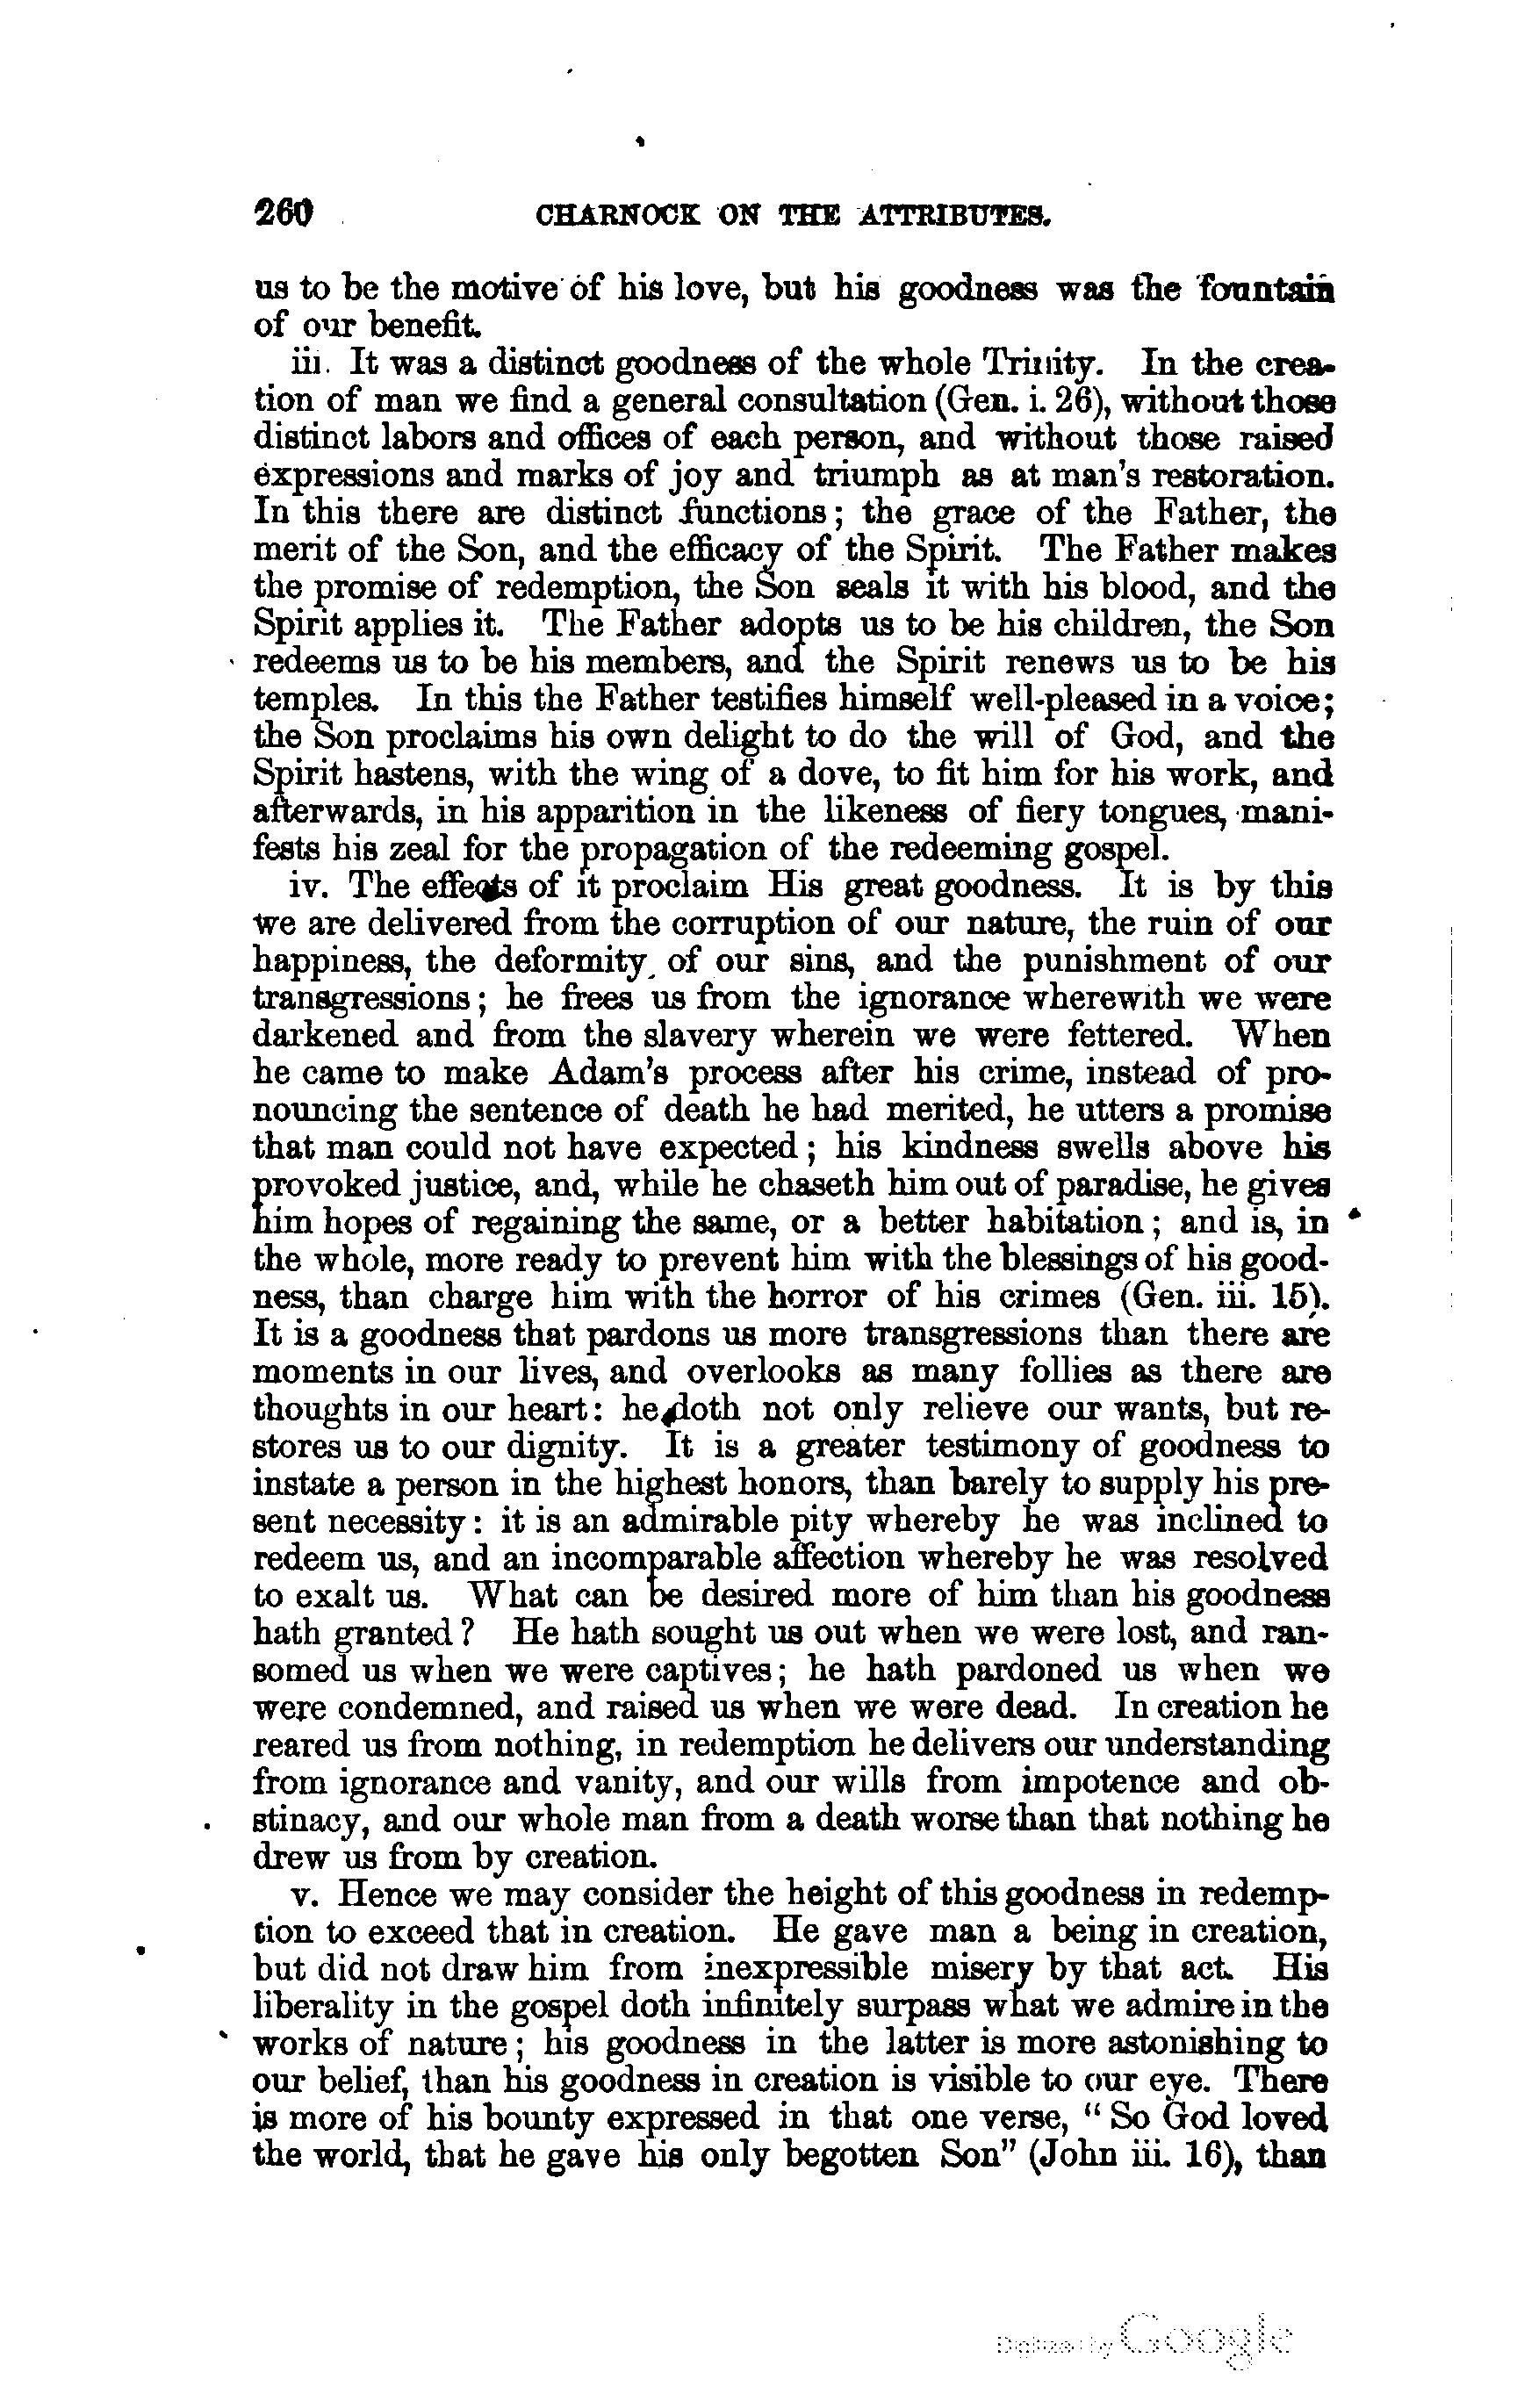 260 CHARNOCK ON THE ATTRIBUTES.
us to be the motive of his love, but his goodness was the fountain
of our benefit.
iii. It was a distinct goodness of the whole Trinity. In the crea-
tion of man we find a general consultation (Gen. i. 26), without those
distinct labors and offices of each person, and without those raised
expressions and marks of joy and triumph as at man's restoration.
In this there are distinct functions; the grace of the Father, the
merit of the Son, and the efficacy of the Spirit. The Father makes
the promise of redemption, the Son seals it with his blood, and the
Spirit applies it. The Father adopts us to be his children, the Son
redeems us to be his members, and the Spirit renews us to be his
temples. In this the Father testifies himself well-pleased in a voice;
the Son proclaims his own delight to do the will of God, and the
Spirit hastens, with the wing of a dove, to fit him for his work, and
afterwards, in his apparition in the likeness of fiery tongues, mani-
fests his zeal for the propagation of the redeeming gospel.
iv. The effects of it proclaim His great goodness. It is by this
we are delivered from the corruption of our nature, the ruin of our
happiness, the deformity of our sins, and the punishment of our
transgressions; he frees us from the ignorance wherewith we were
darkened and from the slavery wherein we were fettered. When
he came to make Adam's process after his crime, instead of pro-
nouncing the sentence of death he had merited, he utters a promise
that man could not have expected; his kindness swells above his
provoked justice, and, while he chaseth him out of paradise, he gives
him hopes of regaining the same, or a better habitation; and is, in
the whole, more ready to prevent him with the blessings of his good-
ness, than charge him with the horror of his crimes (Gen. iii. 15).
It is a goodness that pardons us more transgressions than there are
moments in our lives, and overlooks as many follies as there are
thoughts in our heart: he doth not only relieve our wants, but re-
stores us to our dignity. It is a greater testimony of goodness to
instate a person in the highest honors, than barely to supply his pre-
sent necessity: it is an admirable pity whereby he was inclined to
redeem us, and an incomparable affection whereby he was resolved
to exalt us. What can be desired more of him than his goodness
hath granted? He hath sought us out when we were lost, and ran-
somed us when we were captives; he hath pardoned us when we
were condemned, and raised us when we were dead. In creation he
reared us from nothing, in redemption he delivers our understanding
from ignorance and vanity, and our wills from impotence and ob-
stinacy, and our whole man from a death worse than that nothing he
drew us from by creation.
v. Hence we may consider the height of this goodness in redemp-
tion to exceed that in creation. He gave man a being in creation,
but did not draw him from inexpressible misery by that act. His
liberality in the gospel doth infinitely surpass what we admire in the
works of nature; his goodness in the latter is more astonishing to
our belief, than his goodness in creation is visible to our eye. There
is more of his bounty expressed in that one verse, "So God loved
the world, that he gave his only begotten Son" (John iii. 16), than
Digitized by Google